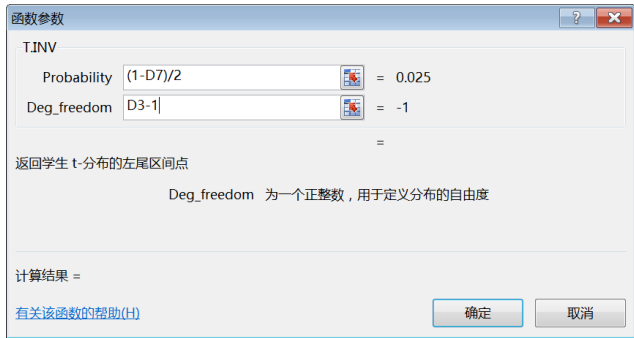 函数参数
T.INV
Probability (1-D7)/2 = 0.025
Deg_freedom D3-1 = -1
=
返回学生 t-分布的左尾区间点
Deg_freedom 为一个正整数，用于定义分布的自由度
计算结果 =
有关该函数的帮助(H) 确定 取消